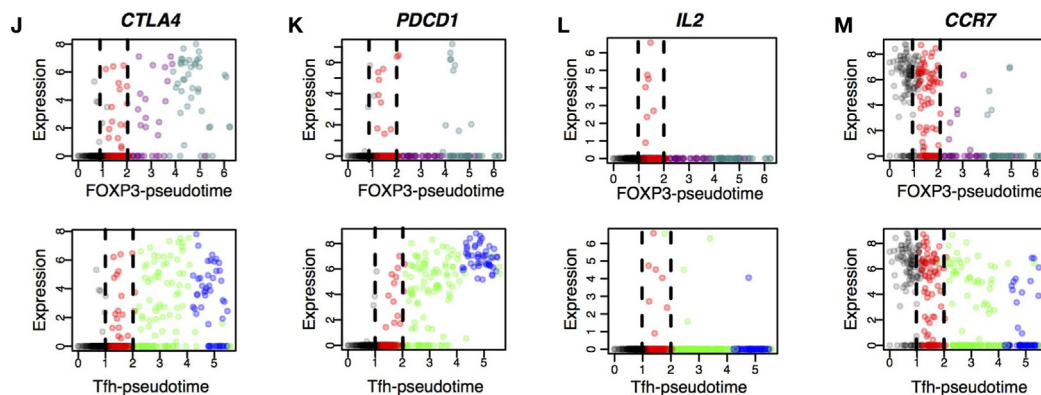 J CTLA4 K PDCD1 L IL2 M CCR7
Expression 0 2 4 6 8
0 1 2 3 4 5 6
FOXP3-pseudotime
Expression 0 2 4 6
0 1 2 3 4 5 6
FOXP3-pseudotime
Expression 0 1 2 3 4 5 6
0 1 2 3 4 5 6
FOXP3-pseudotime
Expression 0 2 4 6 8
0 1 2 3 4 5 6
FOXP3-pseudotime
Expression 0 2 4 6 8
0 1 2 3 4 5
Tfh-pseudotime
Expression 0 2 4 6 8
0 1 2 3 4 5
Tfh-pseudotime
Expression 0 1 2 3 4 5 6
0 1 2 3 4 5
Tfh-pseudotime
Expression 0 2 4 6 8
0 1 2 3 4 5
Tfh-pseudotime